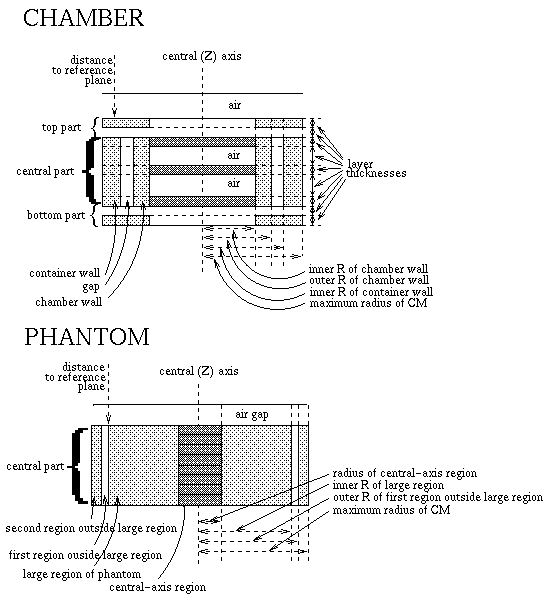 CHAMBER
distance
to reference
plane
central (Z) axis
air
top part
central part
bottom part
air
air
layer
thicknesses
container wall
gap
chamber wall
inner R of chamber wall
outer R of chamber wall
inner R of container wall
maximum radius of CM
PHANTOM
distance
to reference
plane
central (Z) axis
air gap
central part
radius of central-axis region
inner R of large region
outer R of first region outside large region
maximum radius of CM
second region outside large region
first region ouside large region
large region of phantom
central-axis region